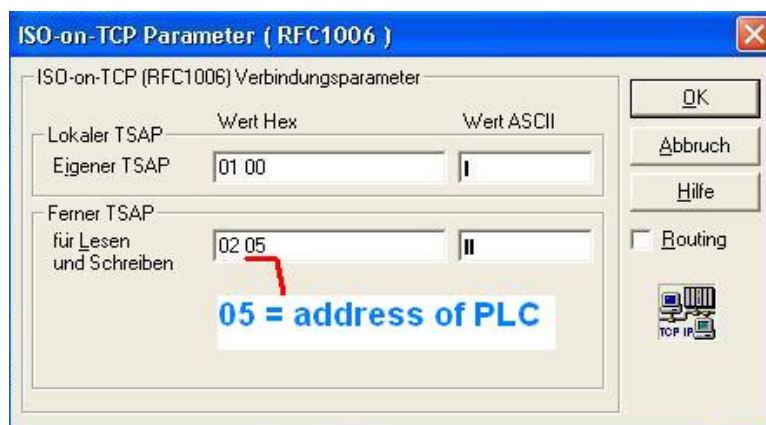 ISO-on-TCP Parameter ( RFC1006 )
ISO-on-TCP (RFC1006) Verbindungsparameter
Wert Hex
Wert ASCII
Lokaler TSAP
Eigener TSAP
01 00
Ferner TSAP
für Lesen
und Schreiben
02 05
05 = address of PLC
OK
Abbruch
Hilfe
Routing
TCP IP